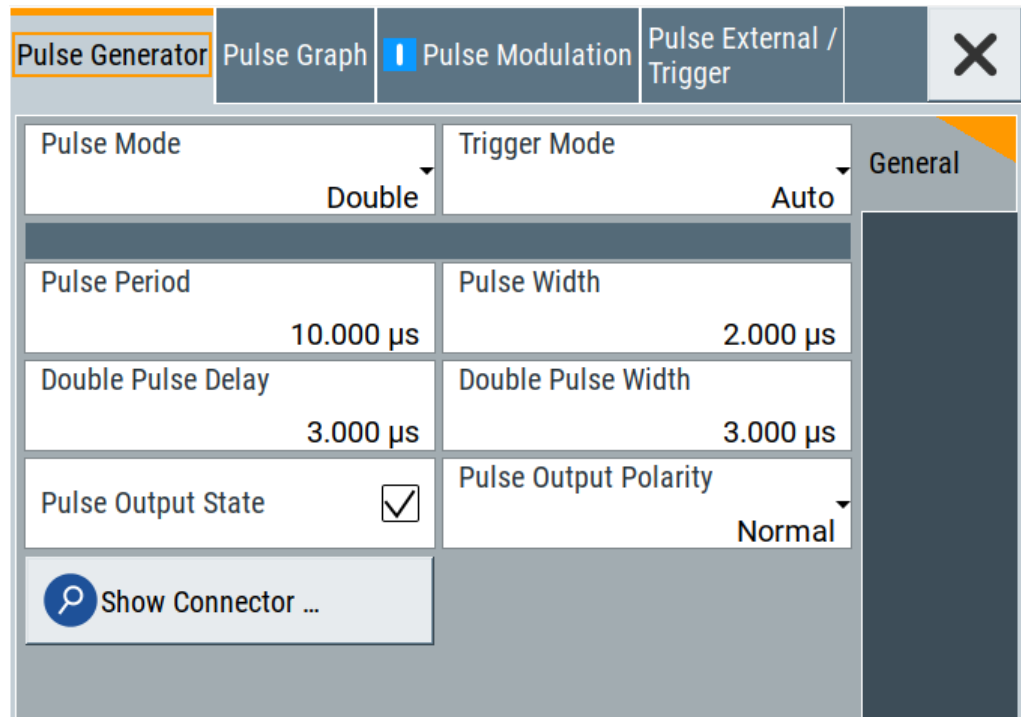 Pulse Generator
Pulse Graph
Pulse Modulation
Pulse External /
Trigger
Pulse Mode
Double
Trigger Mode
Auto
General
Pulse Period
10.000 µs
Pulse Width
2.000 µs
Double Pulse Delay
3.000 µs
Double Pulse Width
3.000 µs
Pulse Output State
Pulse Output Polarity
Normal
Show Connector ...